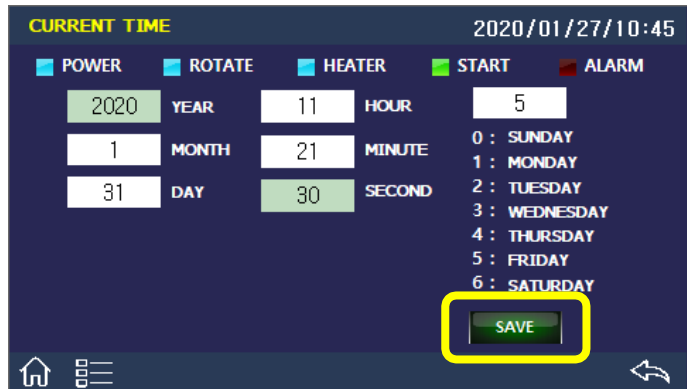 CURRENT TIME 2020/01/27/10:45
POWER ROTATE HEATER START ALARM
2020 YEAR 11 HOUR 5
1 MONTH 21 MINUTE
31 DAY 30 SECOND
0 : SUNDAY
1 : MONDAY
2 : TUESDAY
3 : WEDNESDAY
4 : THURSDAY
5 : FRIDAY
6 : SATURDAY
SAVE